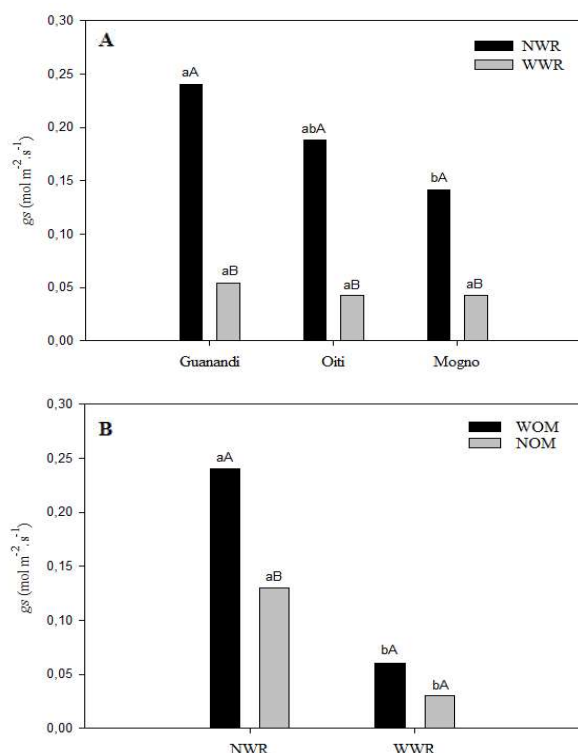 A
NWR
WWR
gs (mol m⁻².s⁻¹)
0,30
0,25
0,20
0,15
0,10
0,05
0,00
aA
aB
abA
aB
bA
aB
Guanandi Oiti Mogno
B
WOM
NOM
gs (mol m⁻².s⁻¹)
0,30
0,25
0,20
0,15
0,10
0,05
0,00
aA
aB
bA
bA
NWR WWR